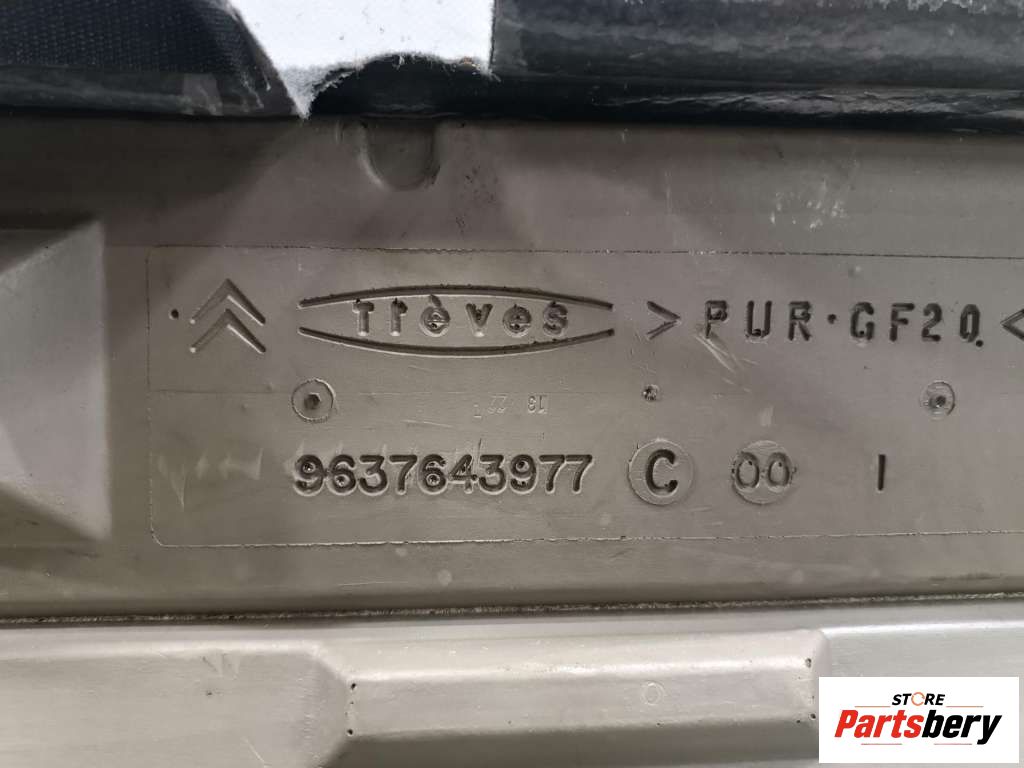 Trèves >PUR·GF20<
9637643977 C 00 I
STORE
Partsbery